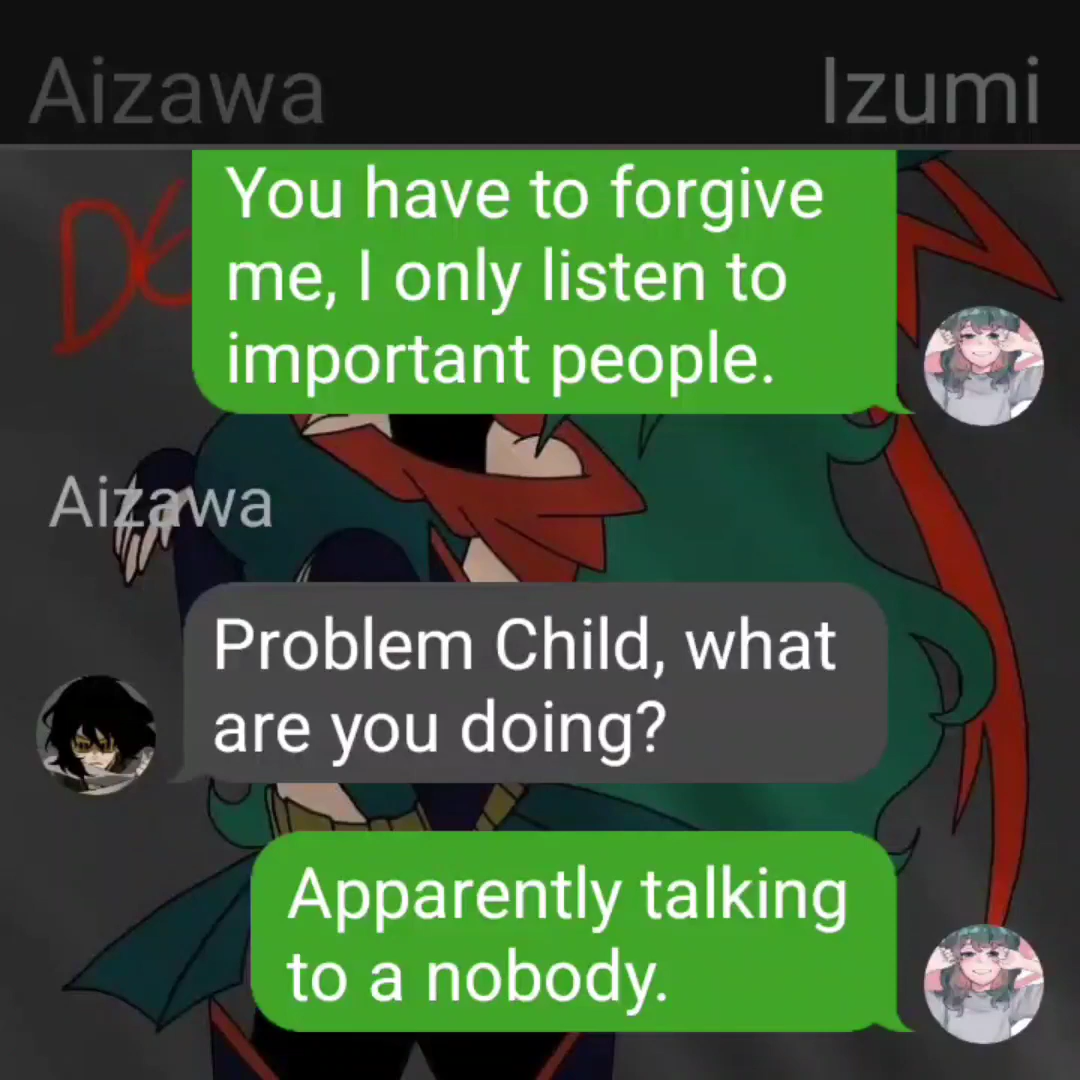 Aizawa
Izumi
You have to forgive
me, I only listen to
important people.
Aizawa
Problem Child, what
are you doing?
Apparently talking
to a nobody.